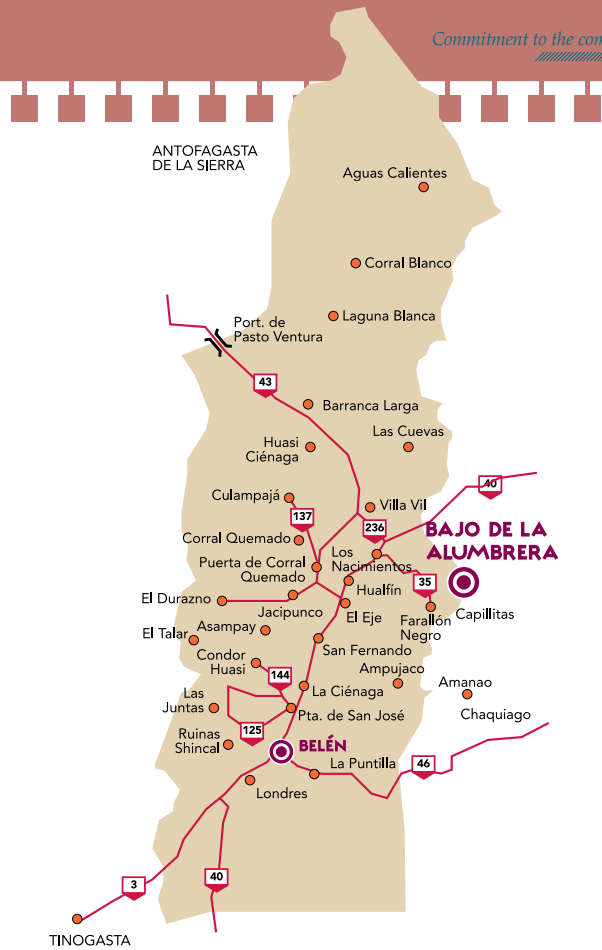 Commitment to the com
ANTOFAGASTA
DE LA SIERRA
Aguas Calientes
Corral Blanco
Laguna Blanca
Port. de
Pasto Ventura
43
Barranca Larga
Las Cuevas
Huasi
Ciénaga
40
Culampajá
Villa Vil
137
236
BAJO DE LA
ALUMBRERA
Corral Quemado
Los
Nacimientos
Puerta de Corral
Quemado
35
Hualfín
El Durazno
Jacipunco
El Eje
Farallón
Negro
Capillitas
Asampay
El Talar
San Fernando
Condor
Huasi
Ampujaco
144
La Ciénaga
Amanao
Las
Juntas
Pta. de San José
Chaquiago
125
Ruinas
Shincal
BELÉN
La Puntilla
46
Londres
3
40
TINOGASTA